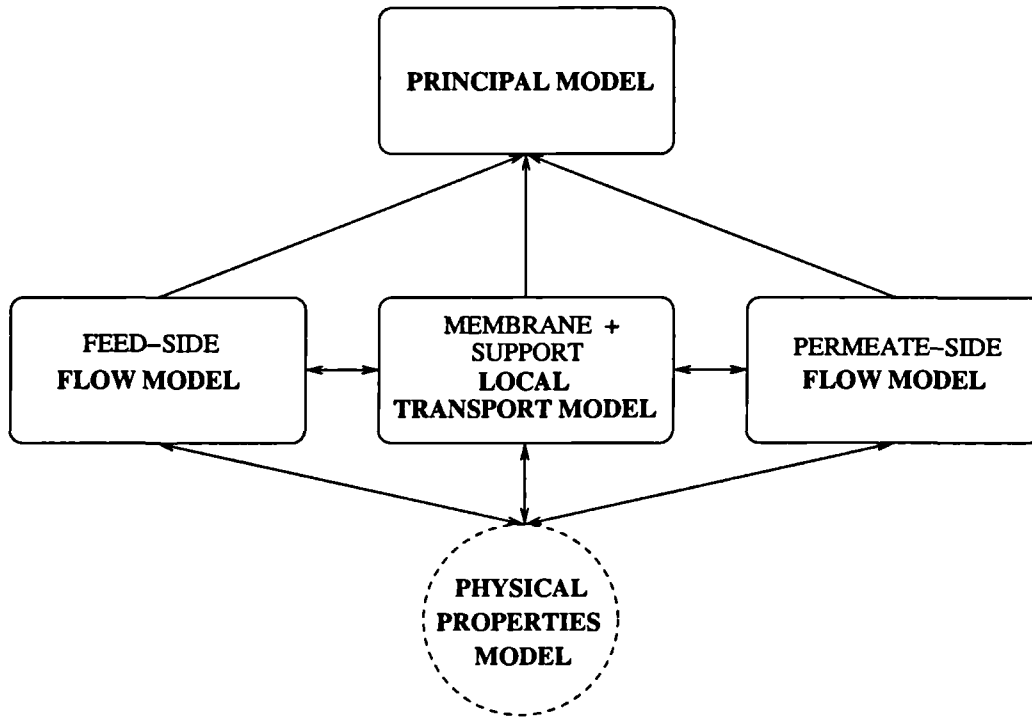 PRINCIPAL MODEL
FEED–SIDE
FLOW MODEL
MEMBRANE +
SUPPORT
LOCAL
TRANSPORT MODEL
PERMEATE–SIDE
FLOW MODEL
PHYSICAL
PROPERTIES
MODEL